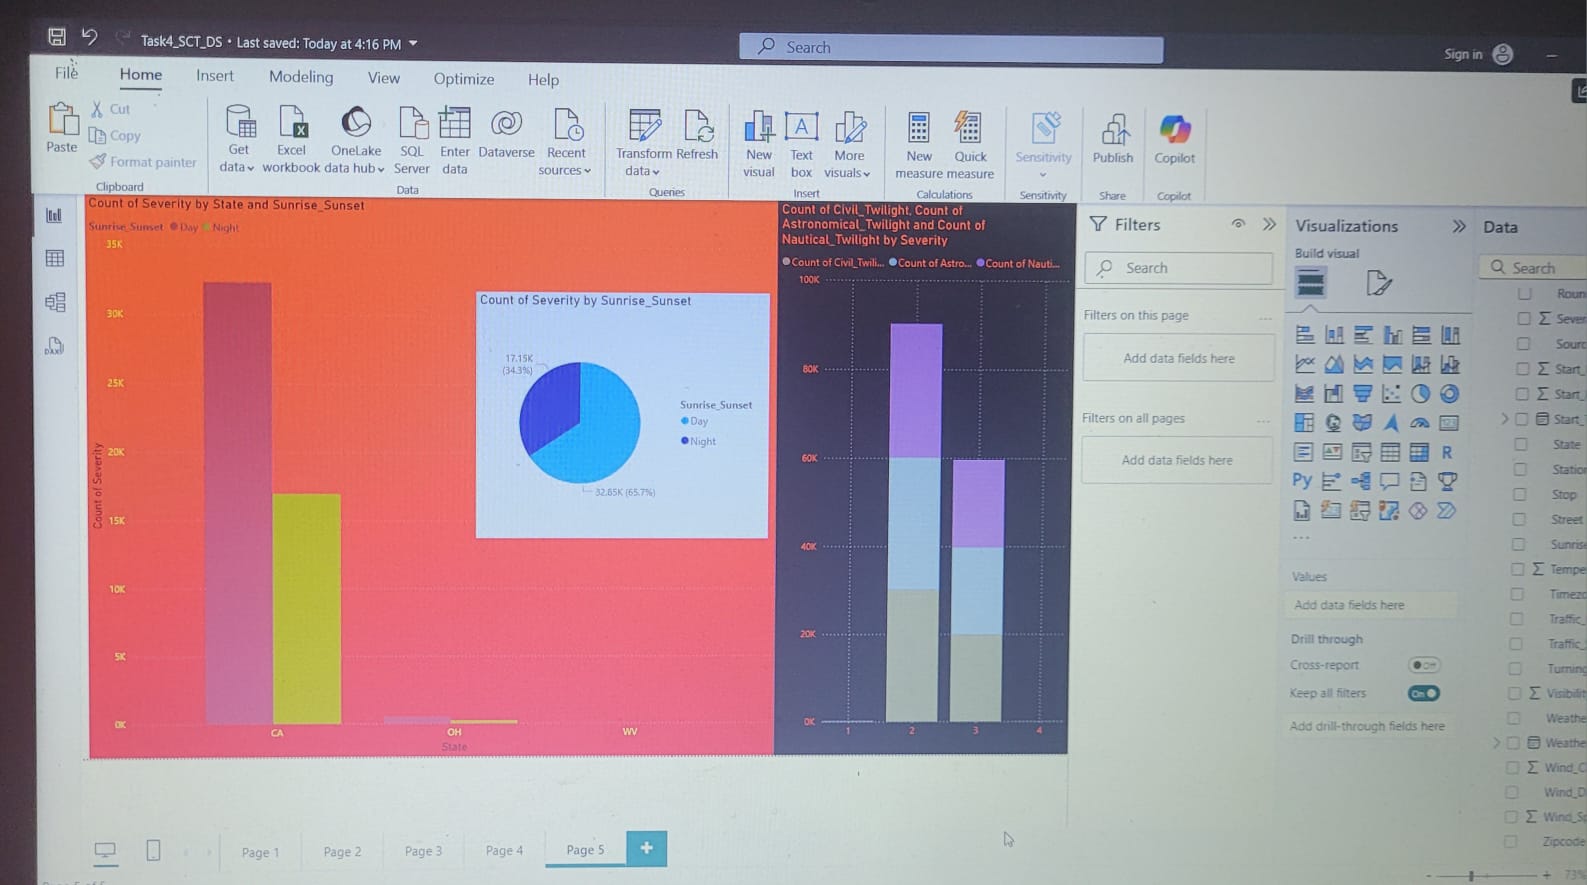 Task4_SCT_DS • Last saved: Today at 4:16 PM
Search
Sign in
File
Home
Insert
Modeling
View
Optimize
Help
Paste
Cut
Copy
Format painter
Clipboard
Get data
Excel workbook
OneLake data hub
SQL Server
Enter data
Dataverse
Recent sources
Data
Transform data
Refresh
Queries
New visual
Text box
More visuals
Insert
New measure
Quick measure
Calculations
Sensitivity
Sensitivity
Publish
Share
Copilot
Copilot
Count of Severity by State and Sunrise_Sunset
Sunrise_Sunset Day Night
35K
30K
25K
20K
15K
10K
5K
0K
Count of Severity
CA
OH
WV
State
Count of Severity by Sunrise_Sunset
17.15K
(34.3%)
32.85K (65.7%)
Sunrise_Sunset
Day
Night
Count of Civil_Twilight, Count of
Astronomical_Twilight and Count of
Nautical_Twilight by Severity
Count of Civil_Twili... Count of Astro... Count of Nauti...
100K
80K
60K
40K
20K
0K
1
2
3
4
Filters
Search
Filters on this page
Add data fields here
Filters on all pages
Add data fields here
Visualizations
Build visual
R
Py
Values
Add data fields here
Drill through
Cross-report
Off
Keep all filters
On
Add drill-through fields here
Data
Search
Roun
Sever
Sourc
Start_
Start_
Start_
State
Station
Stop
Street
Sunrise
Tempe
Timezo
Traffic_
Traffic_
Turning
Visibilit
Weathe
Weathe
Wind_C
Wind_D
Wind_Sp
Zipcode
Page 1
Page 2
Page 3
Page 4
Page 5
+
73%